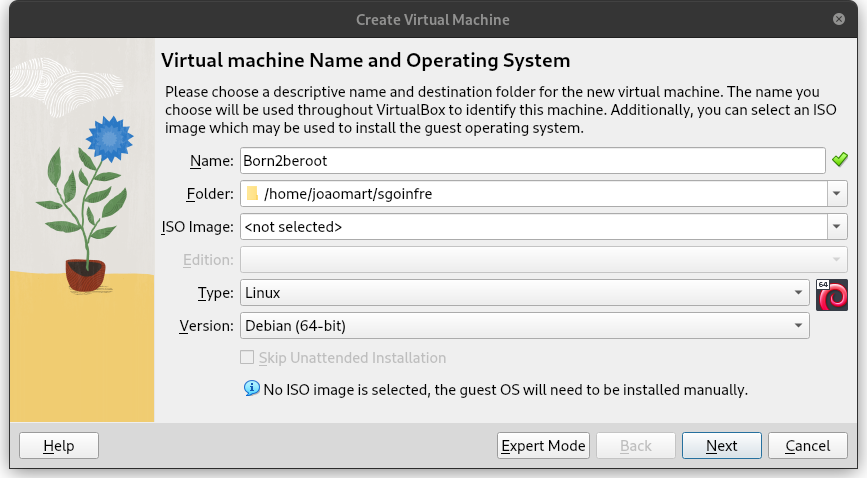 Create Virtual Machine
Virtual machine Name and Operating System
Please choose a descriptive name and destination folder for the new virtual machine. The name you
choose will be used throughout VirtualBox to identify this machine. Additionally, you can select an ISO
image which may be used to install the guest operating system.
Name: Born2beroot
Folder: /home/joaomart/sgoinfre
ISO Image: <not selected>
Edition:
Type: Linux
64
Version: Debian (64-bit)
Skip Unattended Installation
No ISO image is selected, the guest OS will need to be installed manually.
Help Expert Mode Back Next Cancel